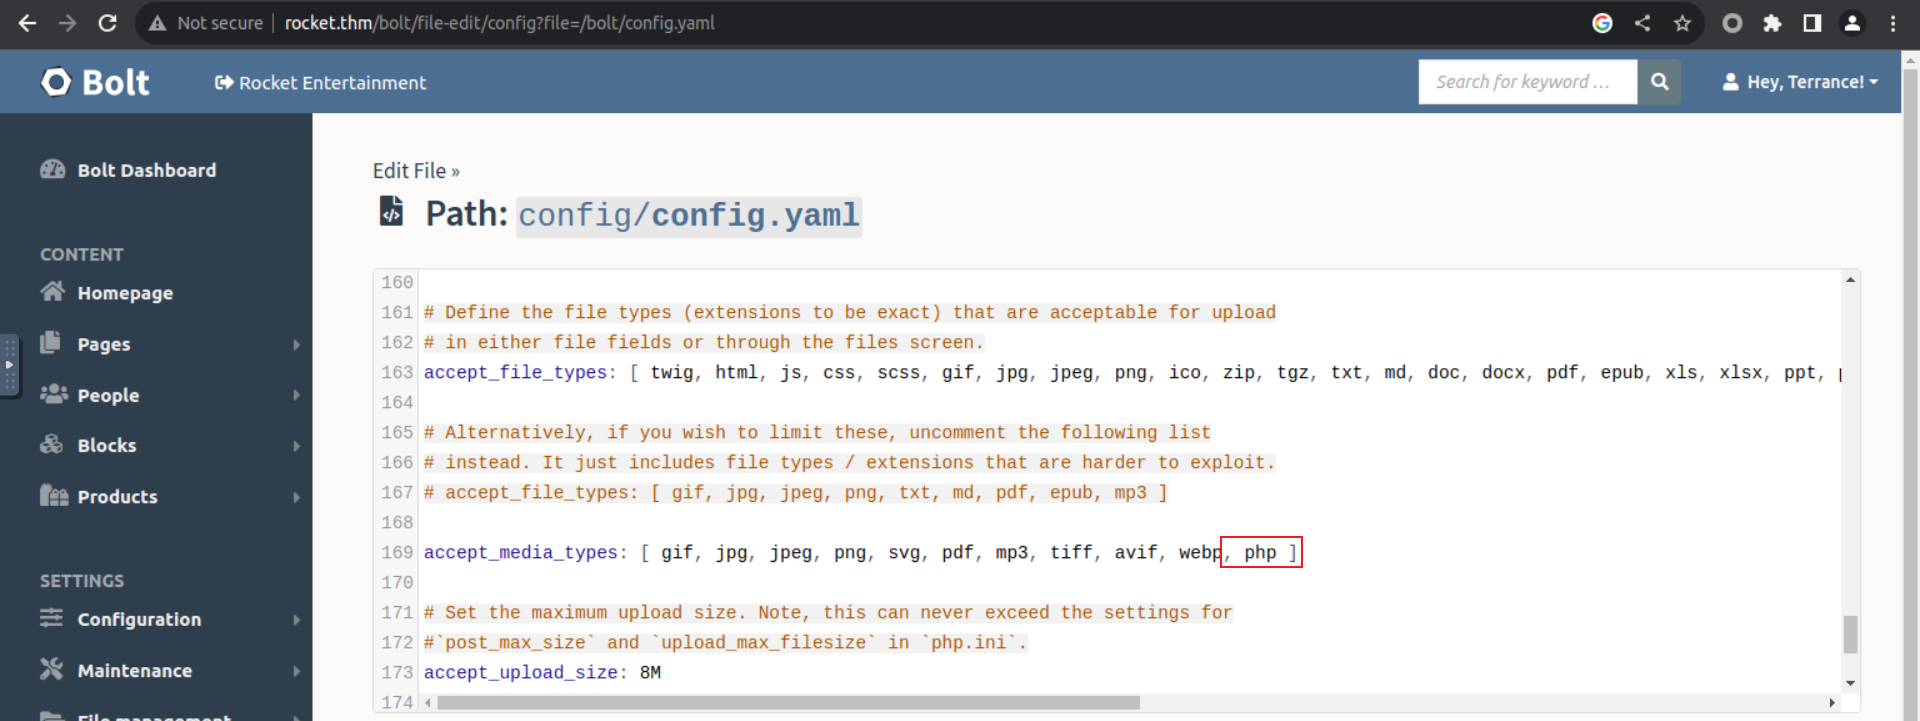 Not secure rocket.thm/bolt/file-edit/config?file=/bolt/config.yaml
Bolt
Rocket Entertainment
Search for keyword ...
Hey, Terrance!
Bolt Dashboard
CONTENT
Homepage
Pages
People
Blocks
Products
SETTINGS
Configuration
Maintenance
File management
Edit File »
Path: config/config.yaml
160
161 # Define the file types (extensions to be exact) that are acceptable for upload
162 # in either file fields or through the files screen.
163 accept_file_types: [ twig, html, js, css, scss, gif, jpg, jpeg, png, ico, zip, tgz, txt, md, doc, docx, pdf, epub, xls, xlsx, ppt,
164
165 # Alternatively, if you wish to limit these, uncomment the following list
166 # instead. It just includes file types / extensions that are harder to exploit.
167 # accept_file_types: [ gif, jpg, jpeg, png, txt, md, pdf, epub, mp3 ]
168
169 accept_media_types: [ gif, jpg, jpeg, png, svg, pdf, mp3, tiff, avif, webp, php ]
170
171 # Set the maximum upload size. Note, this can never exceed the settings for
172 #`post_max_size` and `upload_max_filesize` in `php.ini`.
173 accept_upload_size: 8M
174